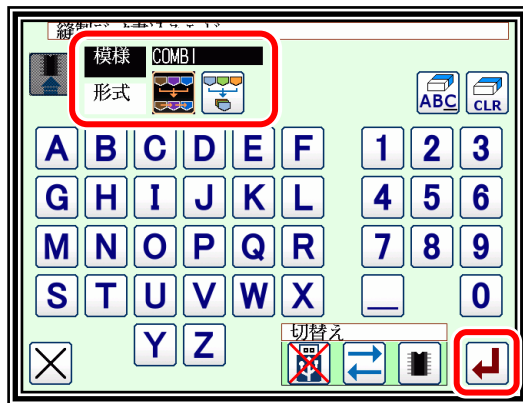 模様 COMBI
形式
ABC CLR
A B C D E F 1 2 3
G H I J K L 4 5 6
M N O P Q R 7 8 9
S T U V W X _ 0
Y Z
切替え